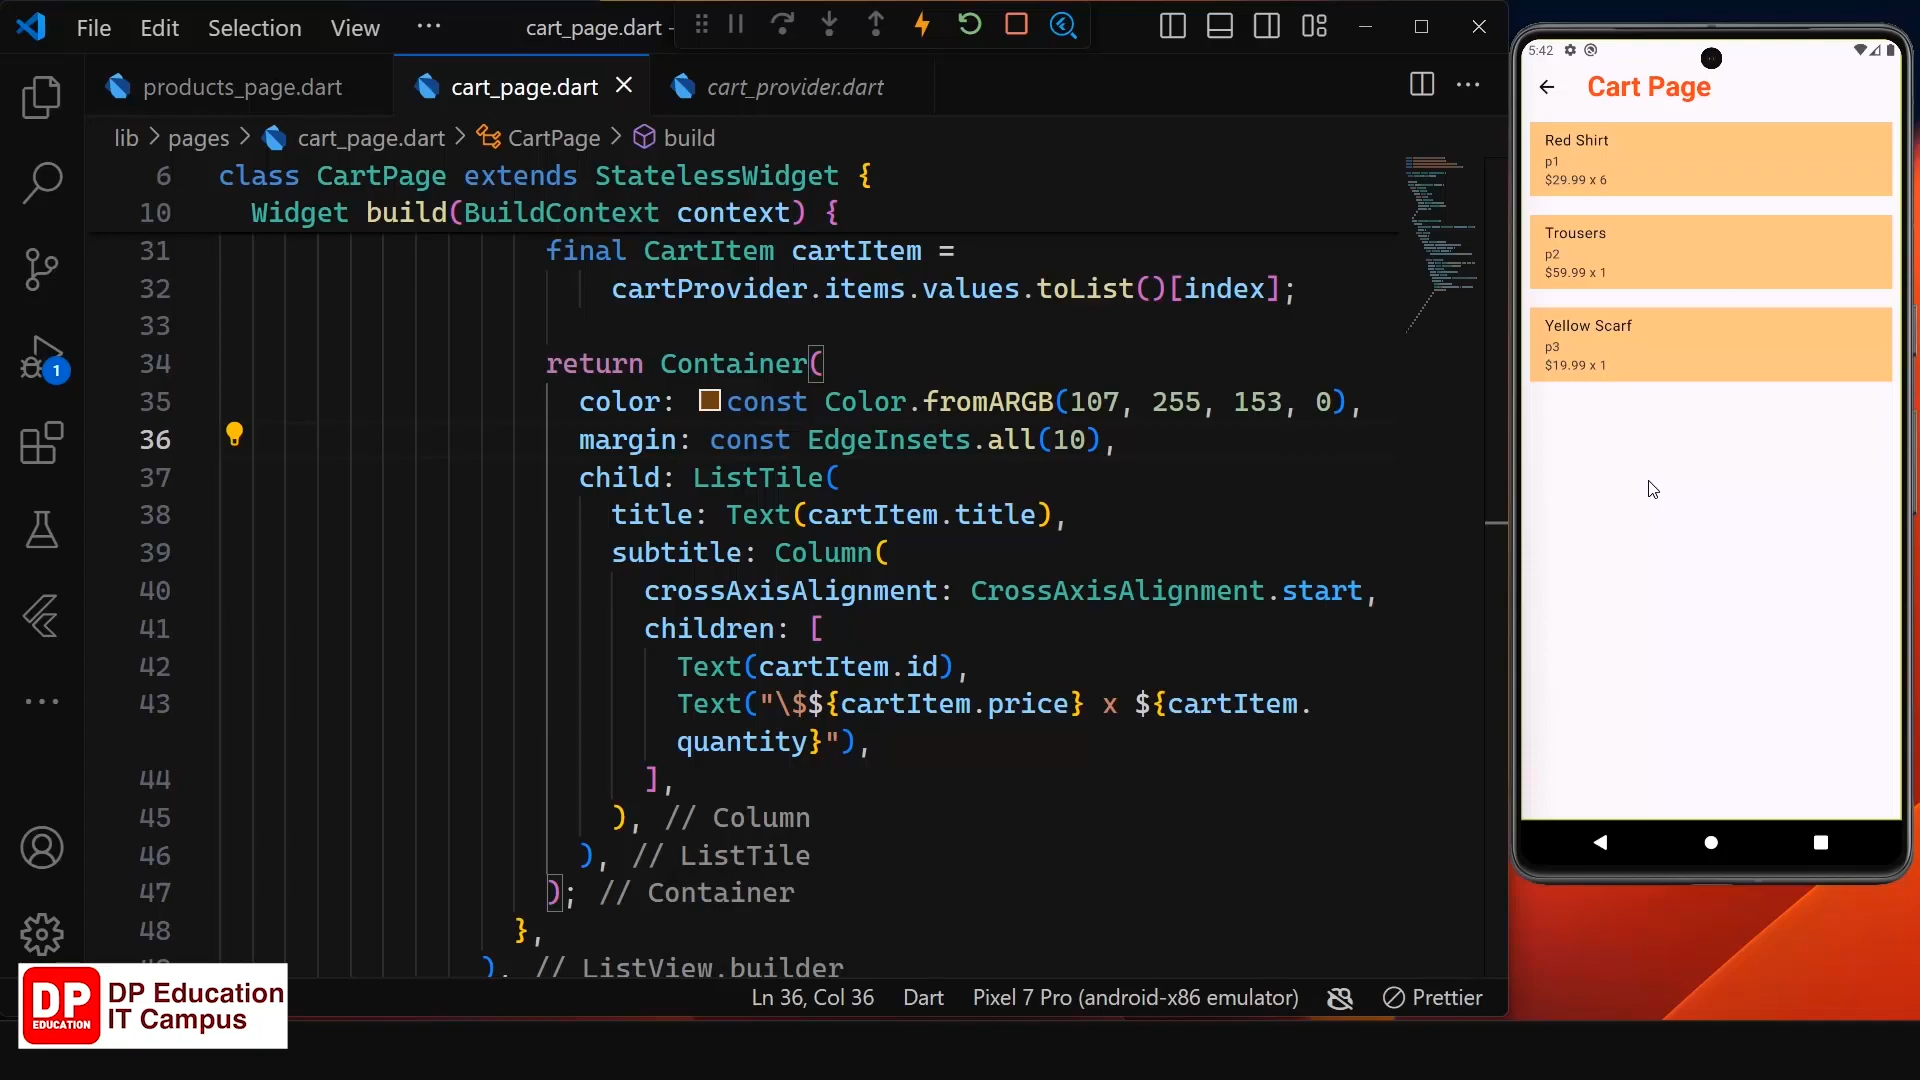 File Edit Selection View ··· cart_page.dart -
products_page.dart cart_page.dart cart_provider.dart
lib > pages > cart_page.dart > CartPage > build
6 class CartPage extends StatelessWidget {
10 Widget build(BuildContext context) {
31 final CartItem cartItem =
32 cartProvider.items.values.toList()[index];
33
34 return Container(
35 color: const Color.fromARGB(107, 255, 153, 0),
36 margin: const EdgeInsets.all(10),
37 child: ListTile(
38 title: Text(cartItem.title),
39 subtitle: Column(
40 crossAxisAlignment: CrossAxisAlignment.start,
41 children: [
42 Text(cartItem.id),
43 Text("\$${cartItem.price} x ${cartItem.
quantity}"),
44 ],
45 ), // Column
46 ), // ListTile
47 ); // Container
48 },
), // ListView.builder
1
Ln 36, Col 36 Dart Pixel 7 Pro (android-x86 emulator) Prettier
DP
EDUCATION
DP Education
IT Campus
5:42
Cart Page
Red Shirt
p1
$29.99 x 6
Trousers
p2
$59.99 x 1
Yellow Scarf
p3
$19.99 x 1